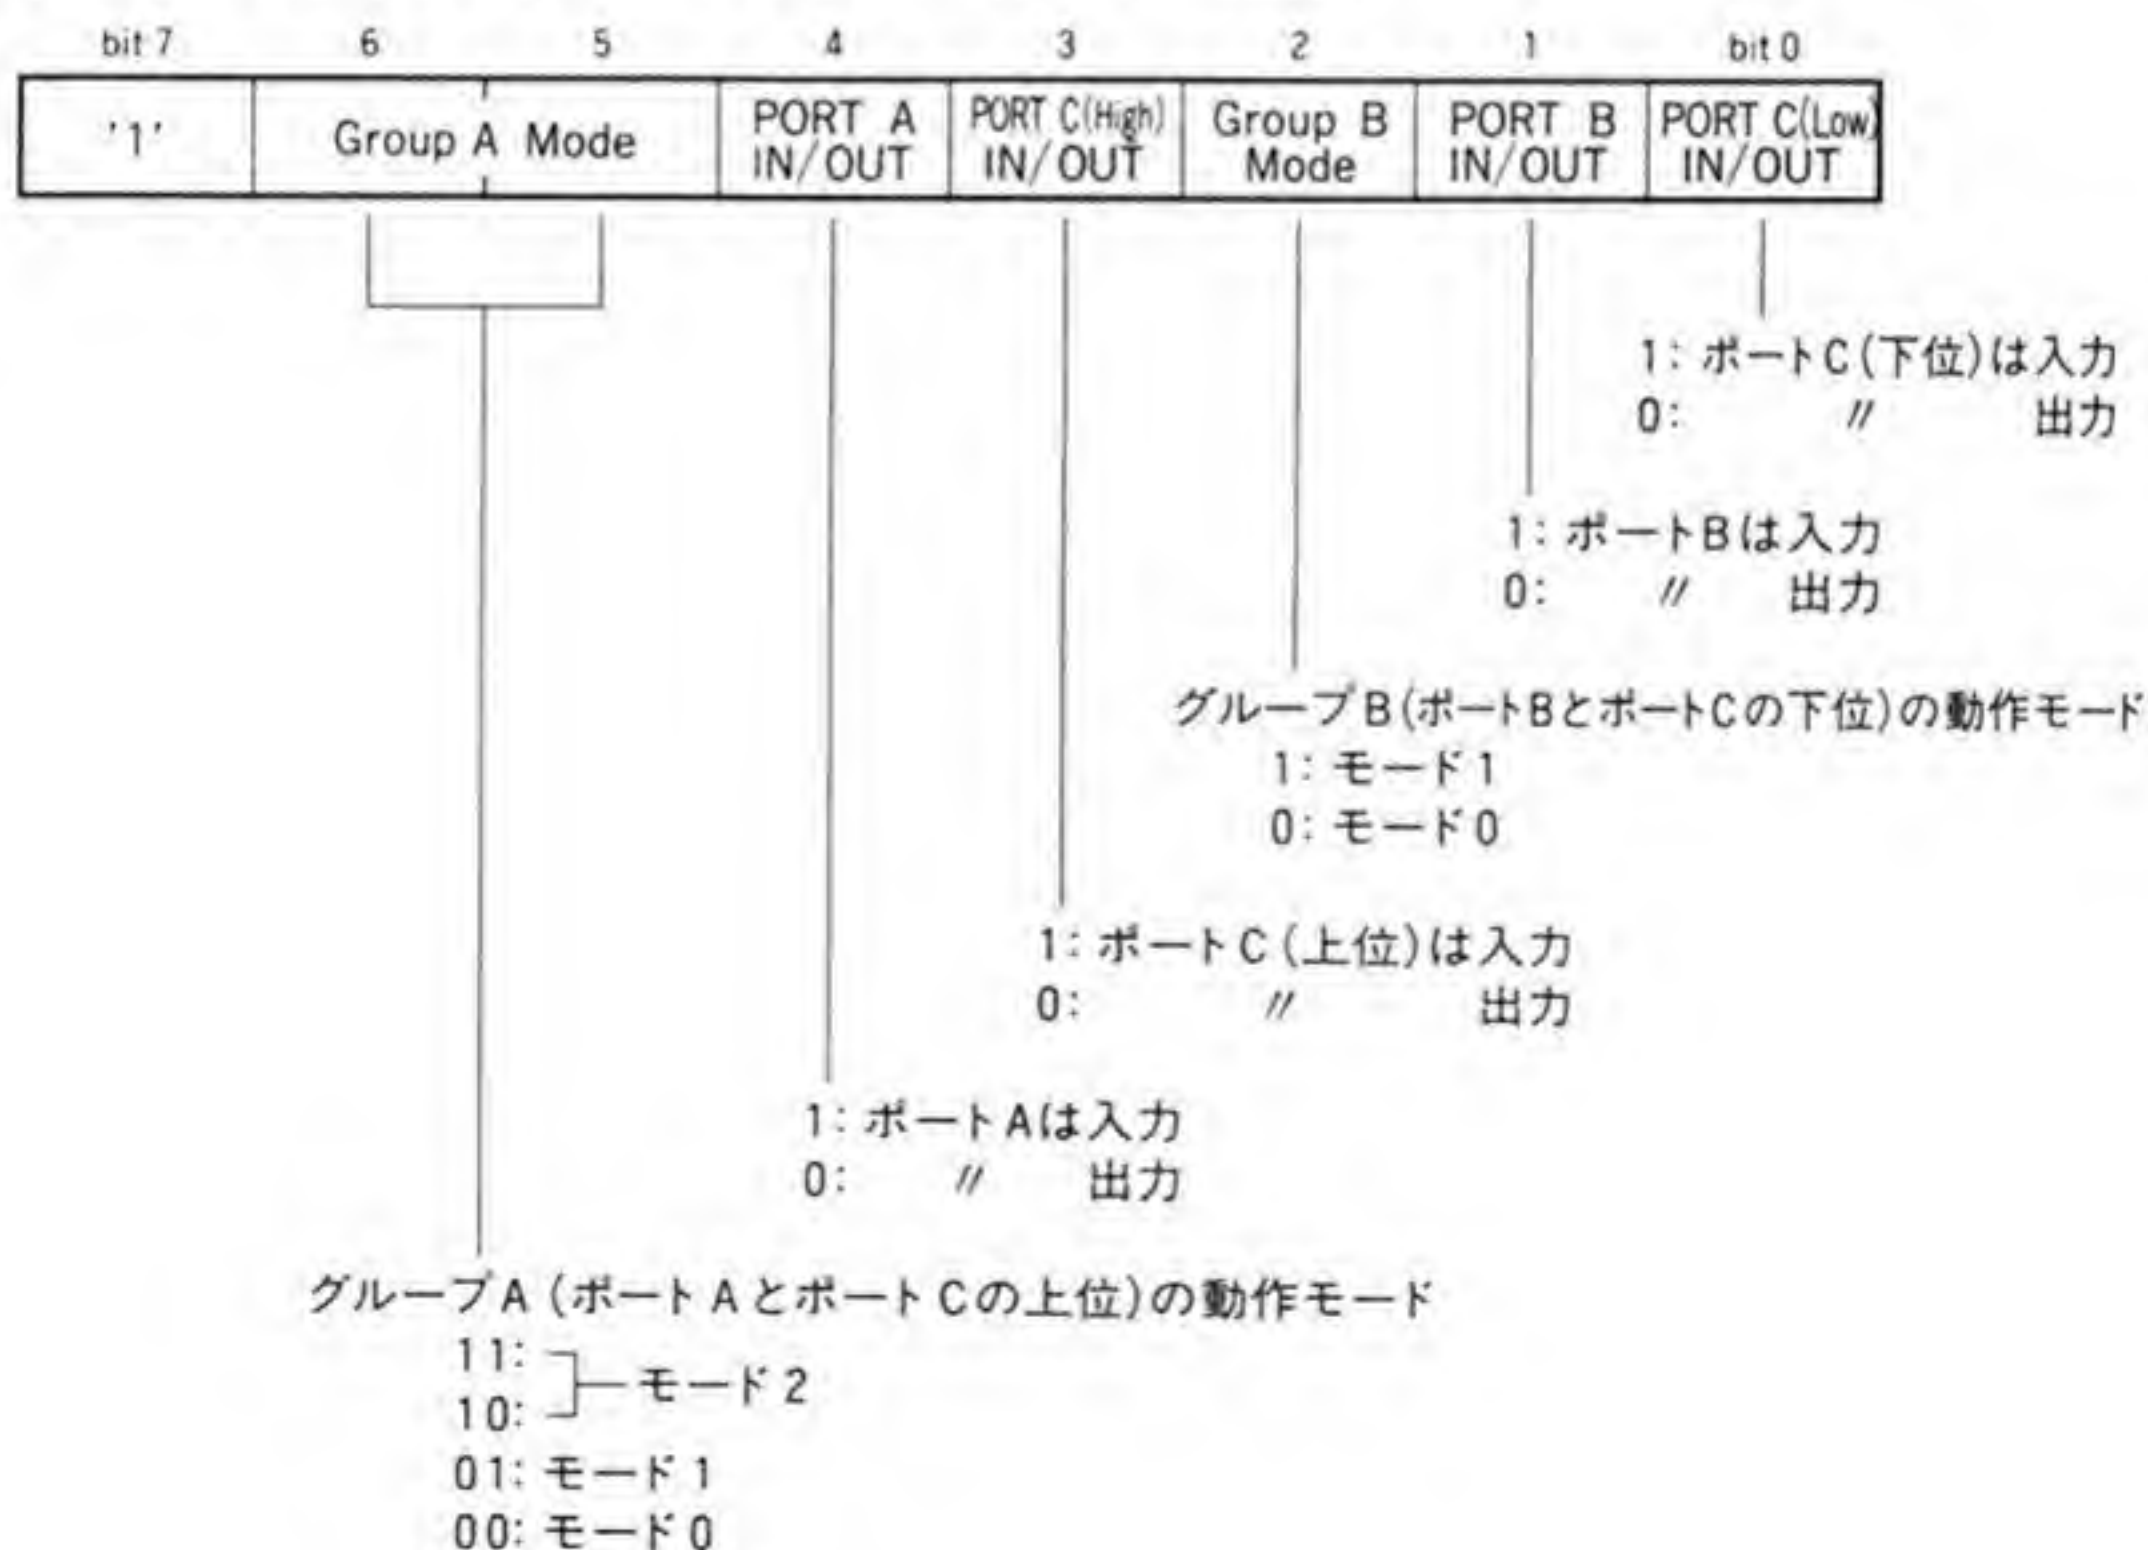 bit 7 6 5 4 3 2 1 bit 0
'1' Group A Mode PORT A IN/OUT PORT C(High) IN/OUT Group B Mode PORT B IN/OUT PORT C(Low) IN/OUT
1: ポートC(下位)は入力
0: 〃 出力
1: ポートBは入力
0: 〃 出力
グループB(ポートBとポートCの下位)の動作モード
1: モード1
0: モード0
1: ポートC(上位)は入力
0: 〃 出力
1: ポートAは入力
0: 〃 出力
グループA(ポートAとポートCの上位)の動作モード
11:
モード2
10:
01: モード1
00: モード0